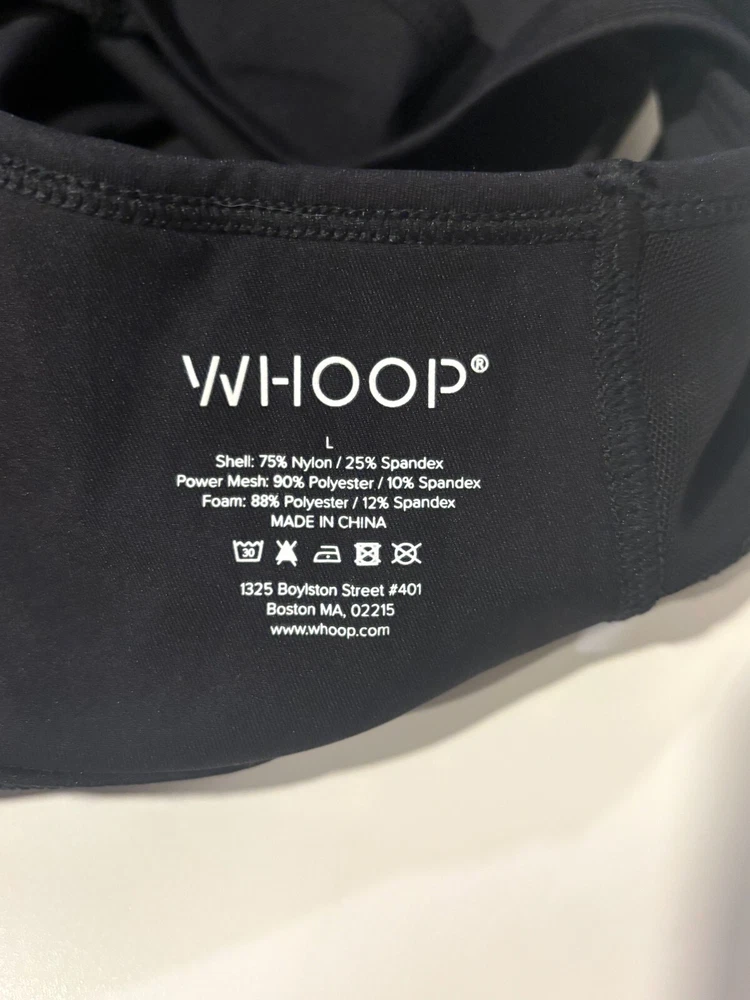 WHOOP®
L
Shell: 75% Nylon / 25% Spandex
Power Mesh: 90% Polyester / 10% Spandex
Foam: 88% Polyester / 12% Spandex
MADE IN CHINA
30
1325 Boylston Street #401
Boston MA, 02215
www.whoop.com